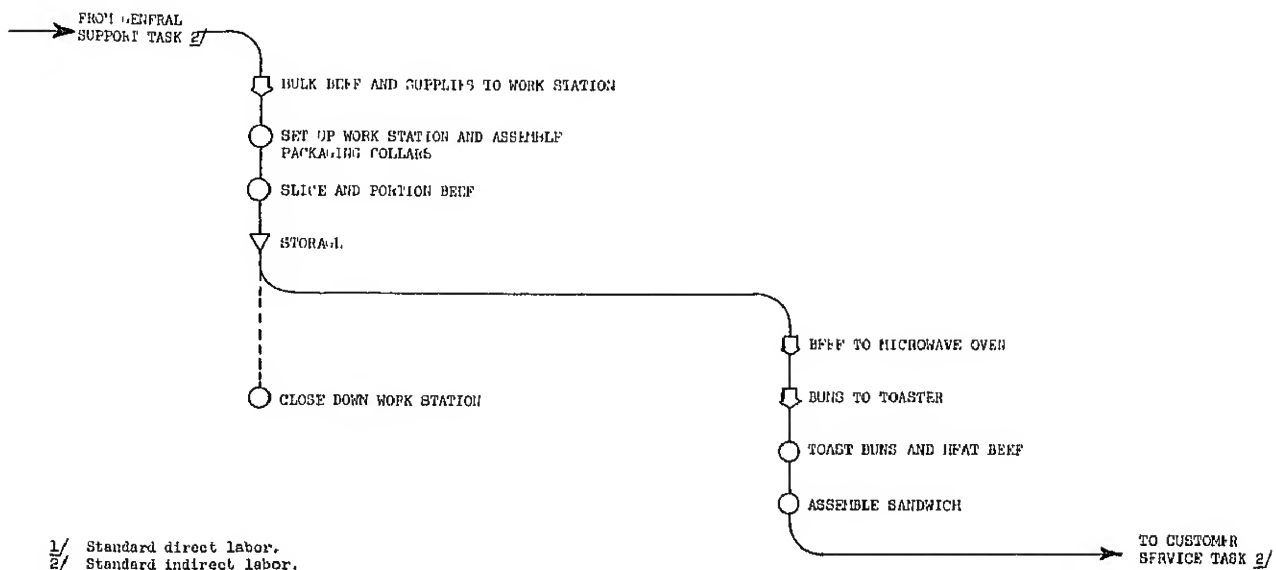 FROM GENERAL
SUPPORT TASK 2/
BULK BEEF AND SUPPLIES TO WORK STATION
SET UP WORK STATION AND ASSEMBLE
PACKAGING COLLARS
SLICE AND PORTION BEEF
STORAGE
BEEF TO MICROWAVE OVEN
CLOSE DOWN WORK STATION
BUNS TO TOASTER
TOAST BUNS AND HEAT BEEF
ASSEMBLE SANDWICH
TO CUSTOMER
SERVICE TASK 2/
1/ Standard direct labor.
2/ Standard indirect labor.